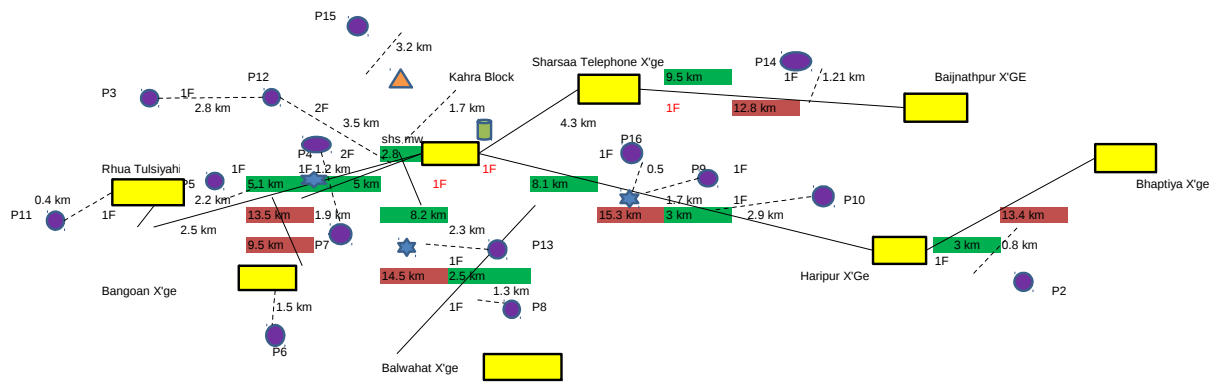 P15
3.2 km
Sharsaa Telephone X'ge
P14
1F
1.21 km
9.5 km
Baijnathpur X'GE
P12
Kahra Block
P3
1F
2.8 km
2F
1.7 km
1F
12.8 km
3.5 km
4.3 km
shs mw
2.8
P16
P4
2F
1F
1F
0.5
Rhua Tulsiyahi
P5
1F
1F
1.2 km
5.1 km
5 km
1F
8.1 km
P9
1F
Bhaptiya X'ge
0.4 km
2.2 km
1.7 km
1F
P10
P11
1F
13.5 km
1.9 km
8.2 km
15.3 km
3 km
2.9 km
13.4 km
2.5 km
2.3 km
9.5 km
P7
P13
3 km
0.8 km
1F
1F
Haripur X'Ge
14.5 km
2.5 km
Bangoan X'ge
1.3 km
P2
1.5 km
1F
P8
P6
Balwahat X'ge